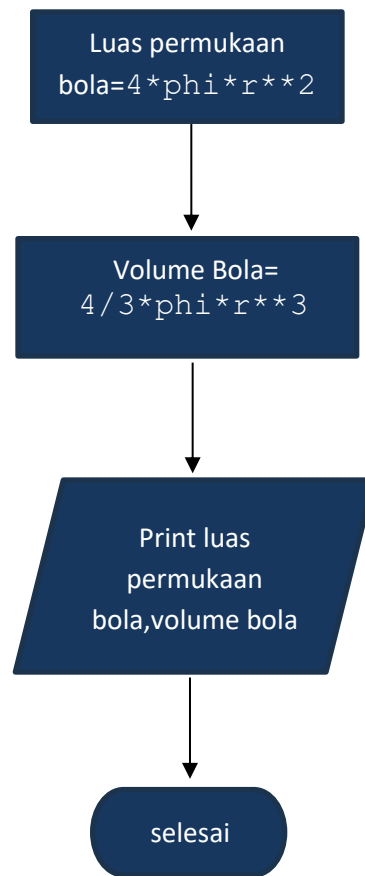 Luas permukaan
bola=4*phi*r**2
Volume Bola=
4/3*phi*r**3
Print luas
permukaan
bola,volume bola
selesai